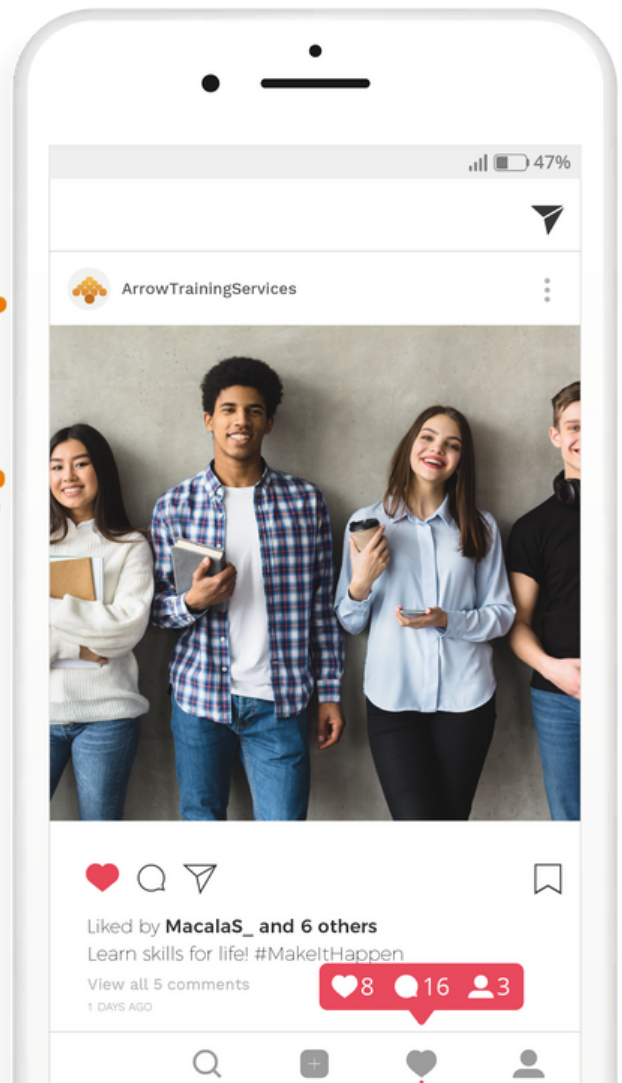 47%
ArrowTrainingServices
Liked by MacalaS_ and 6 others
Learn skills for life! #MakeItHappen
View all 5 comments
8 16 3
1 DAYS AGO